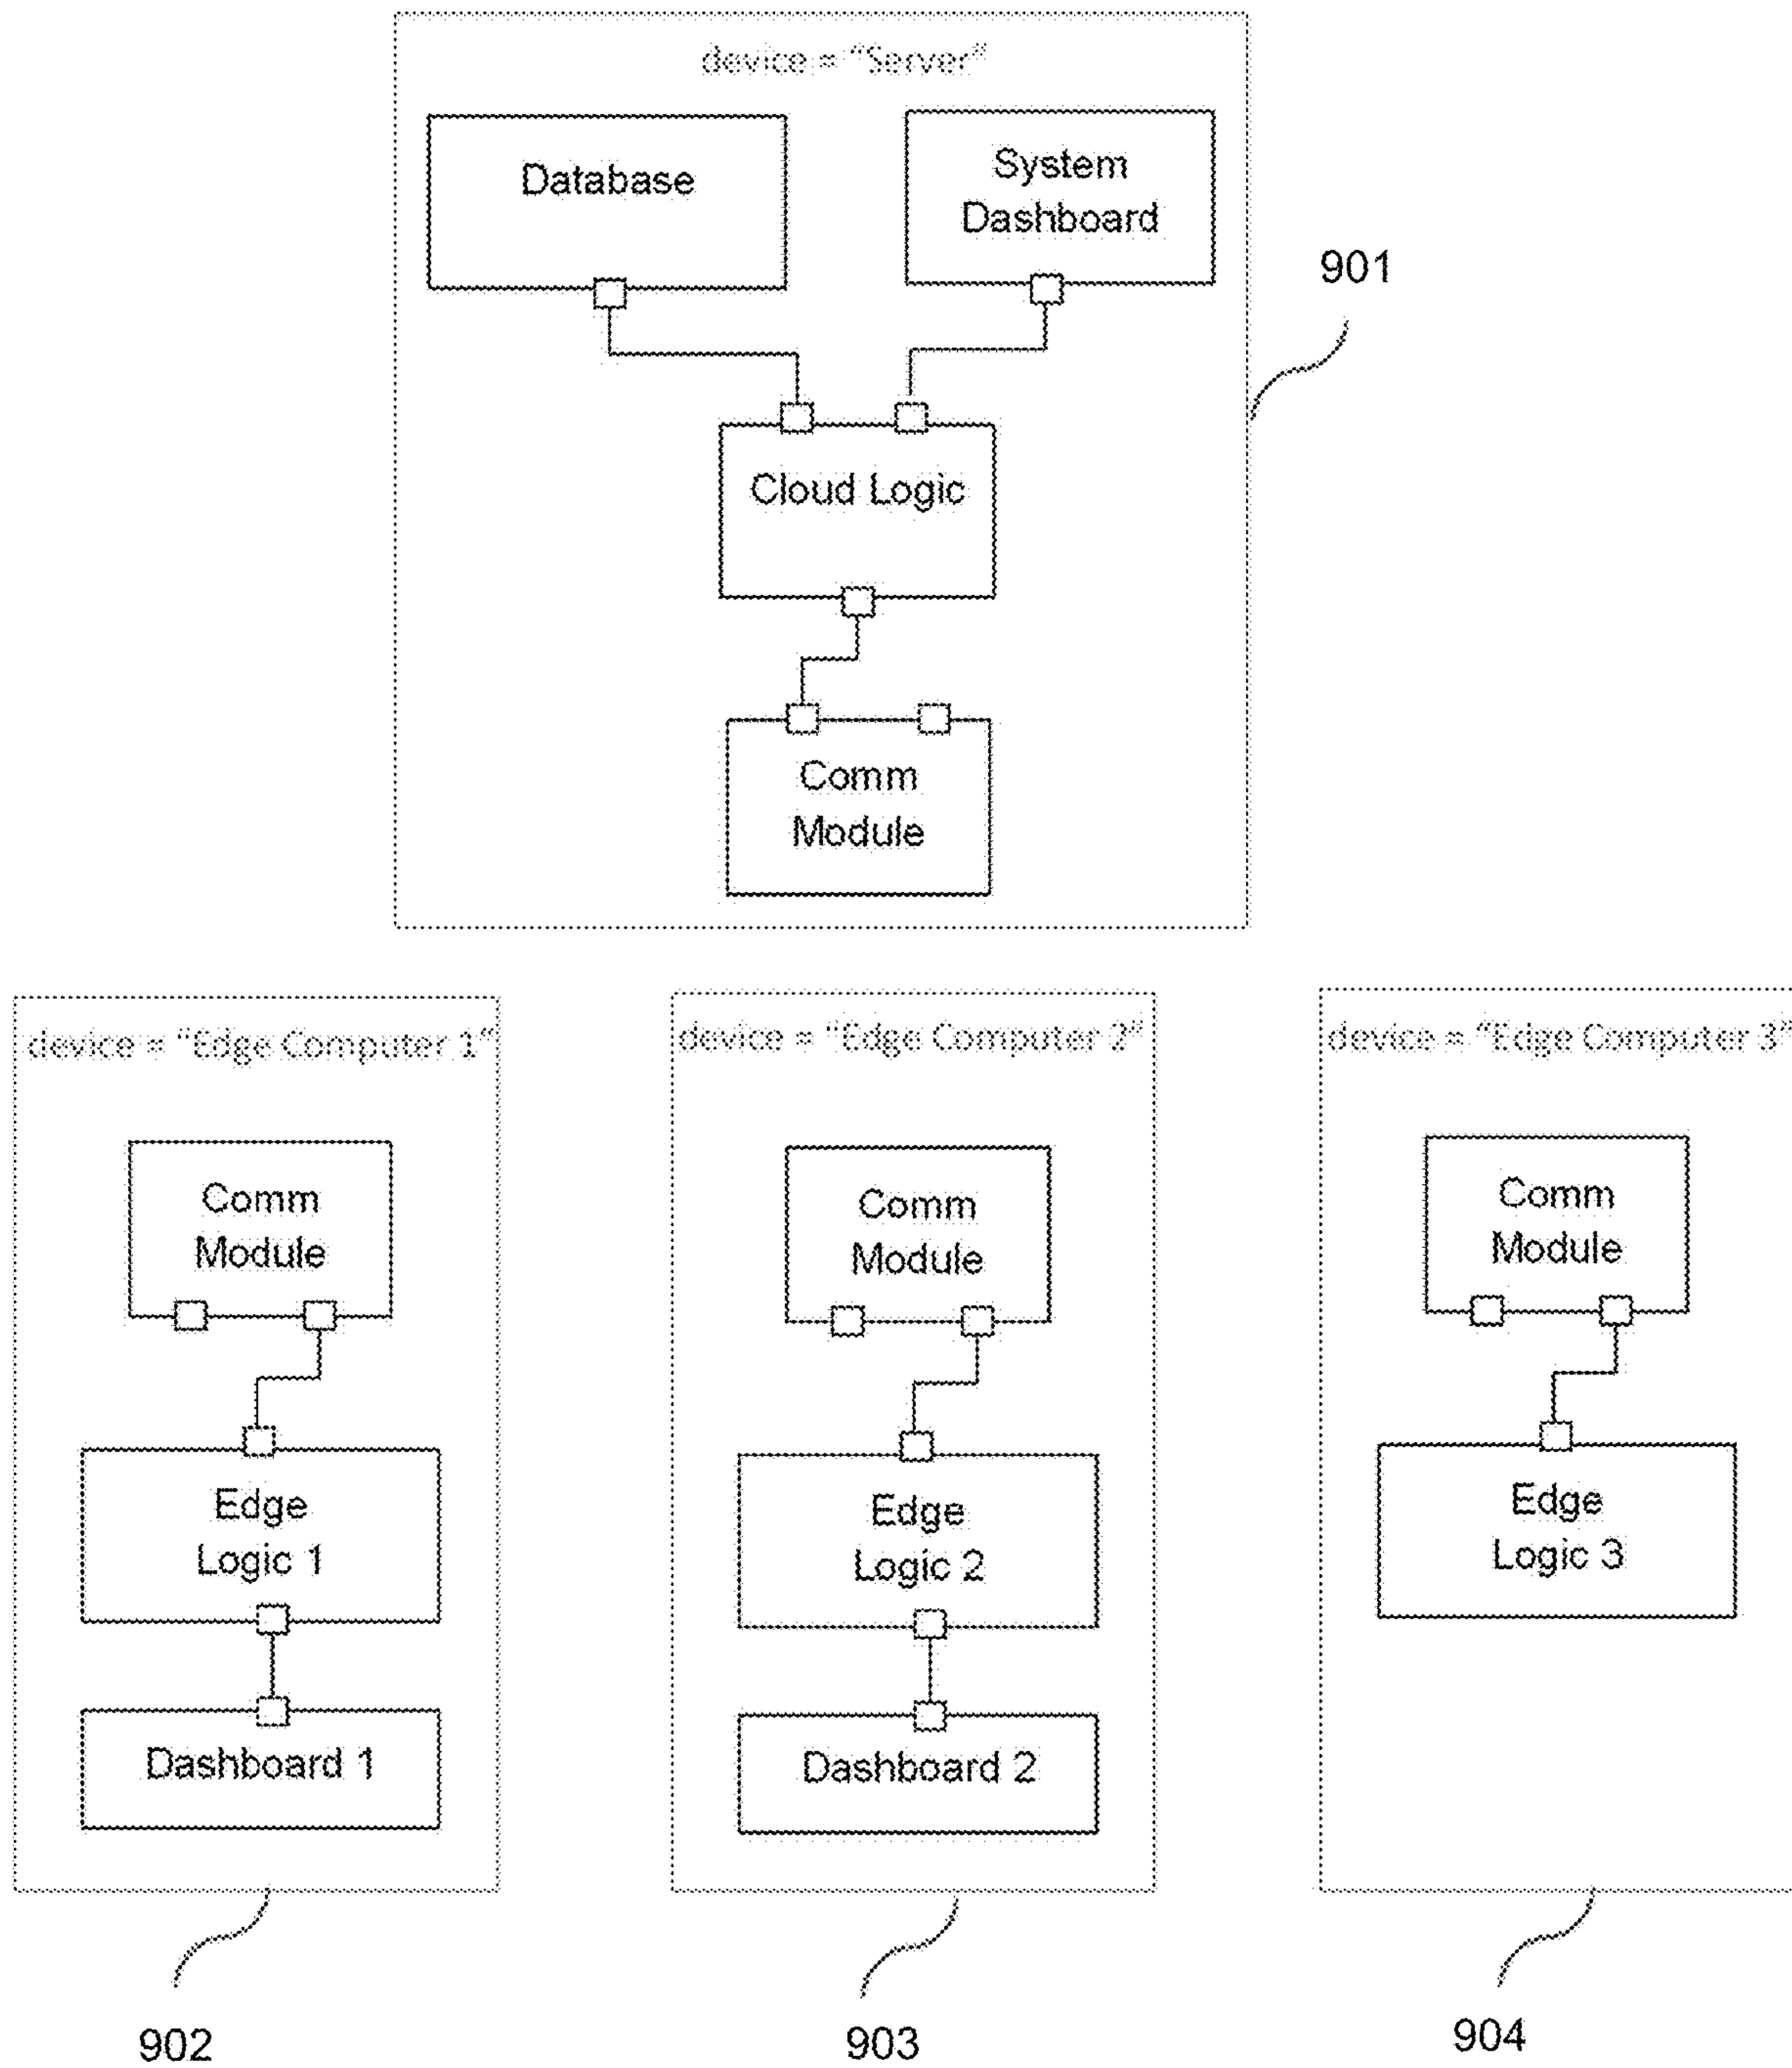 device = “Server”
Database
System
Dashboard
901
Cloud Logic
Comm
Module
device = “Edge Computer 1”
Comm
Module
Edge
Logic 1
Dashboard 1
902
device = “Edge Computer 2”
Comm
Module
Edge
Logic 2
Dashboard 2
903
device = “Edge Computer 3”
Comm
Module
Edge
Logic 3
904